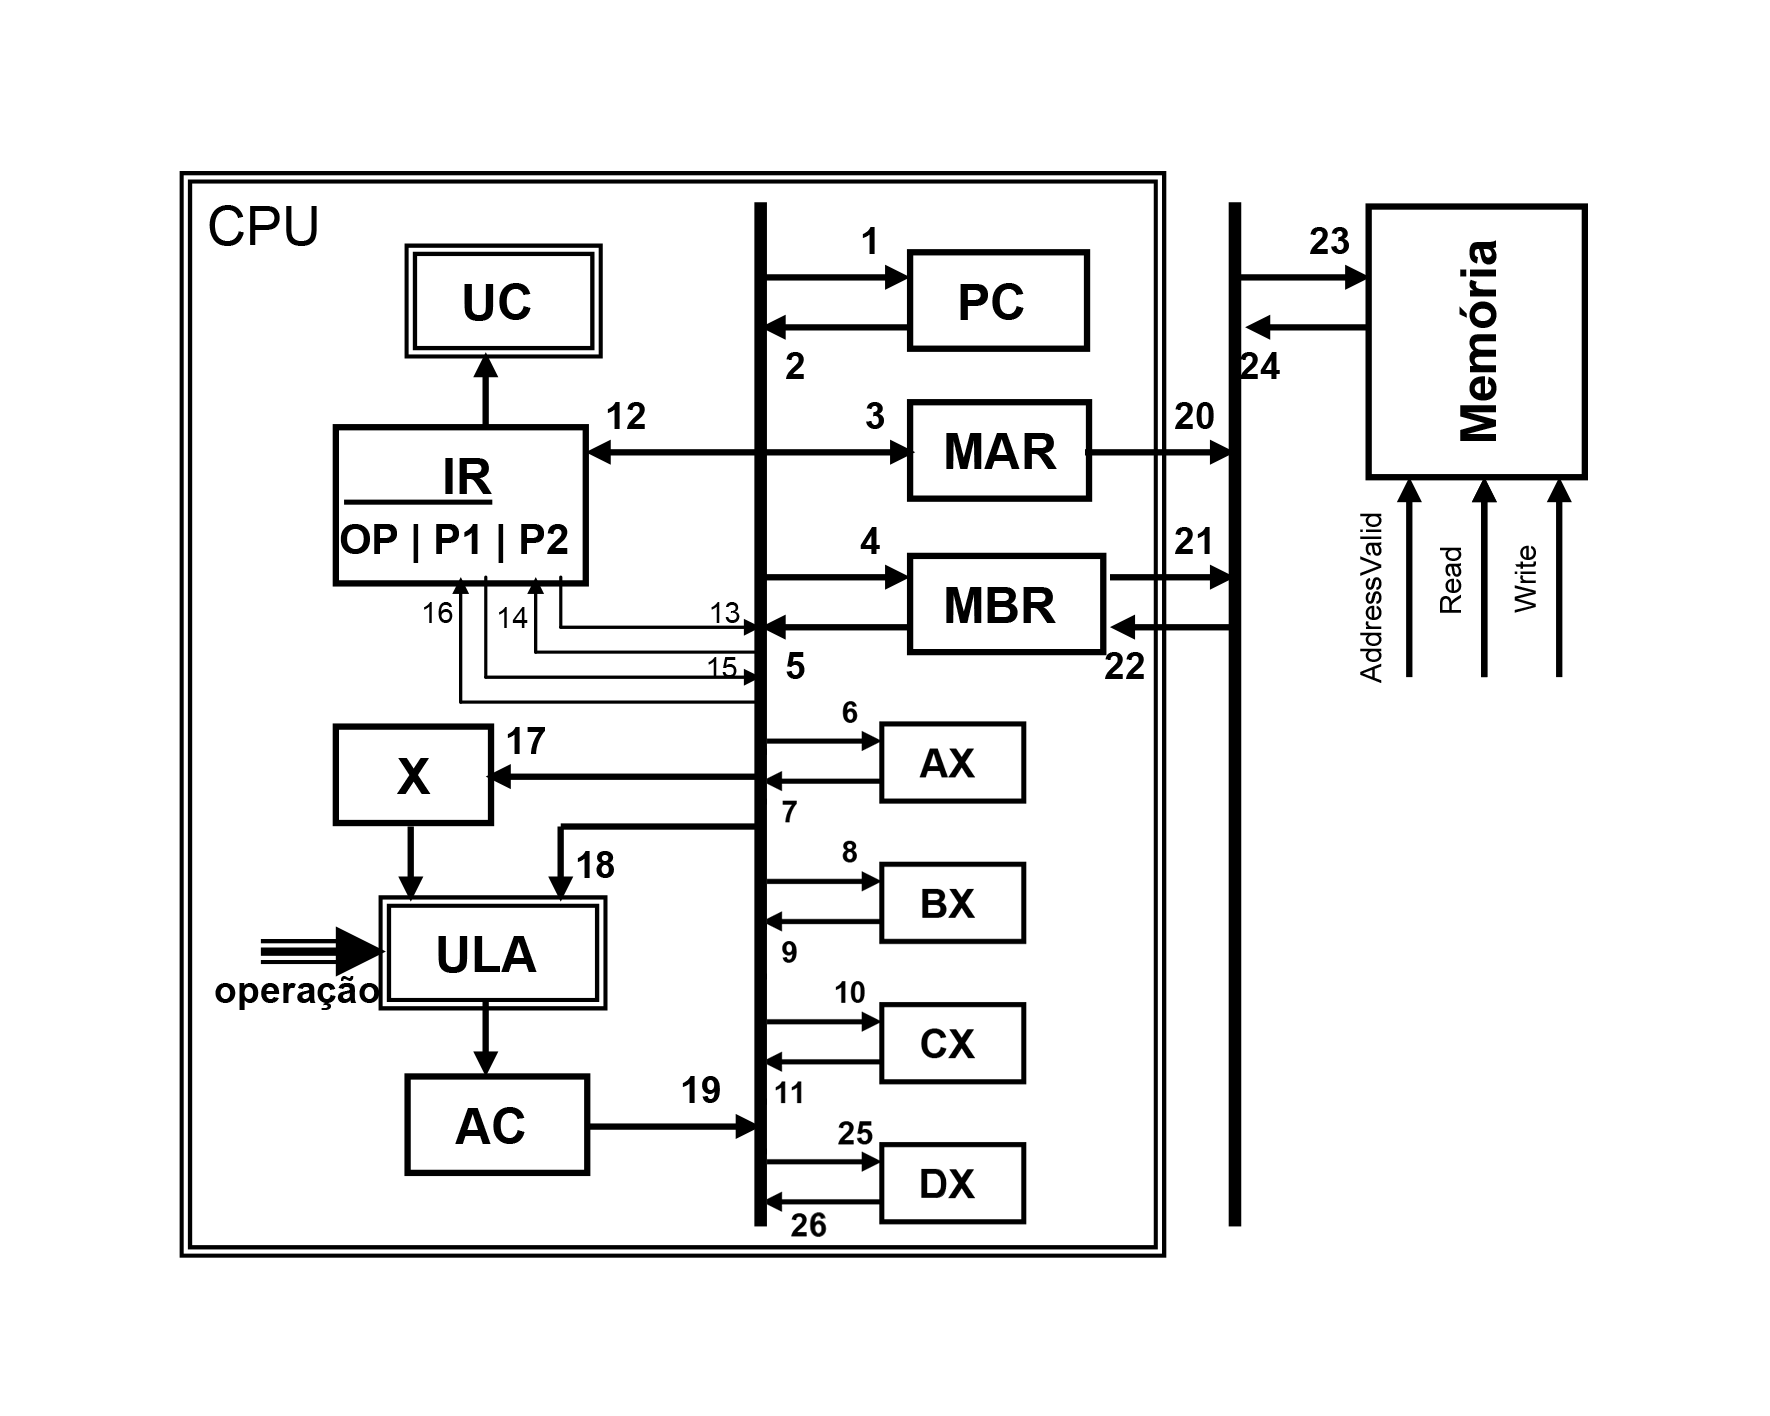 CPU
UC
1
PC
2
12
3
MAR
20
IR
OP | P1 | P2
4
MBR
21
16
14
13
15
5
22
X
17
6
AX
7
18
8
BX
9
ULA
operação
10
CX
11
AC
19
25
DX
26
23
24
Memória
AddressValid
Read
Write